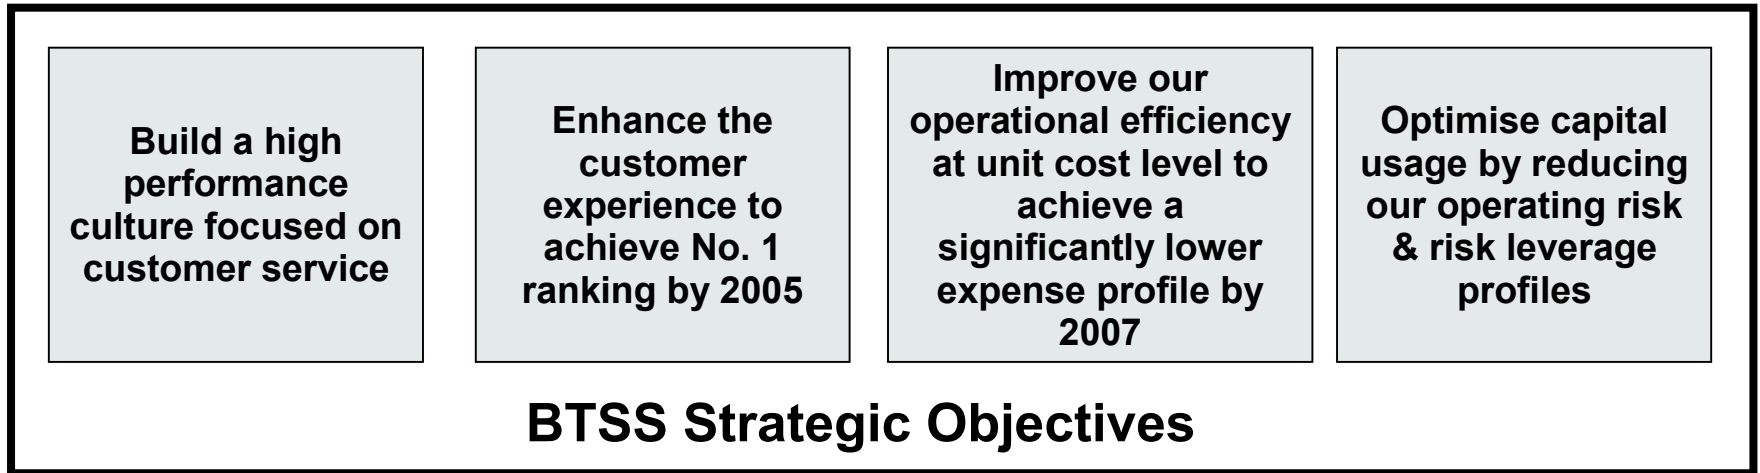 Build a high
performance
culture focused on
customer service
Enhance the
customer
experience to
achieve No. 1
ranking by 2005
Improve our
operational efficiency
at unit cost level to
achieve a
significantly lower
expense profile by
2007
Optimise capital
usage by reducing
our operating risk
& risk leverage
profiles
BTSS Strategic Objectives